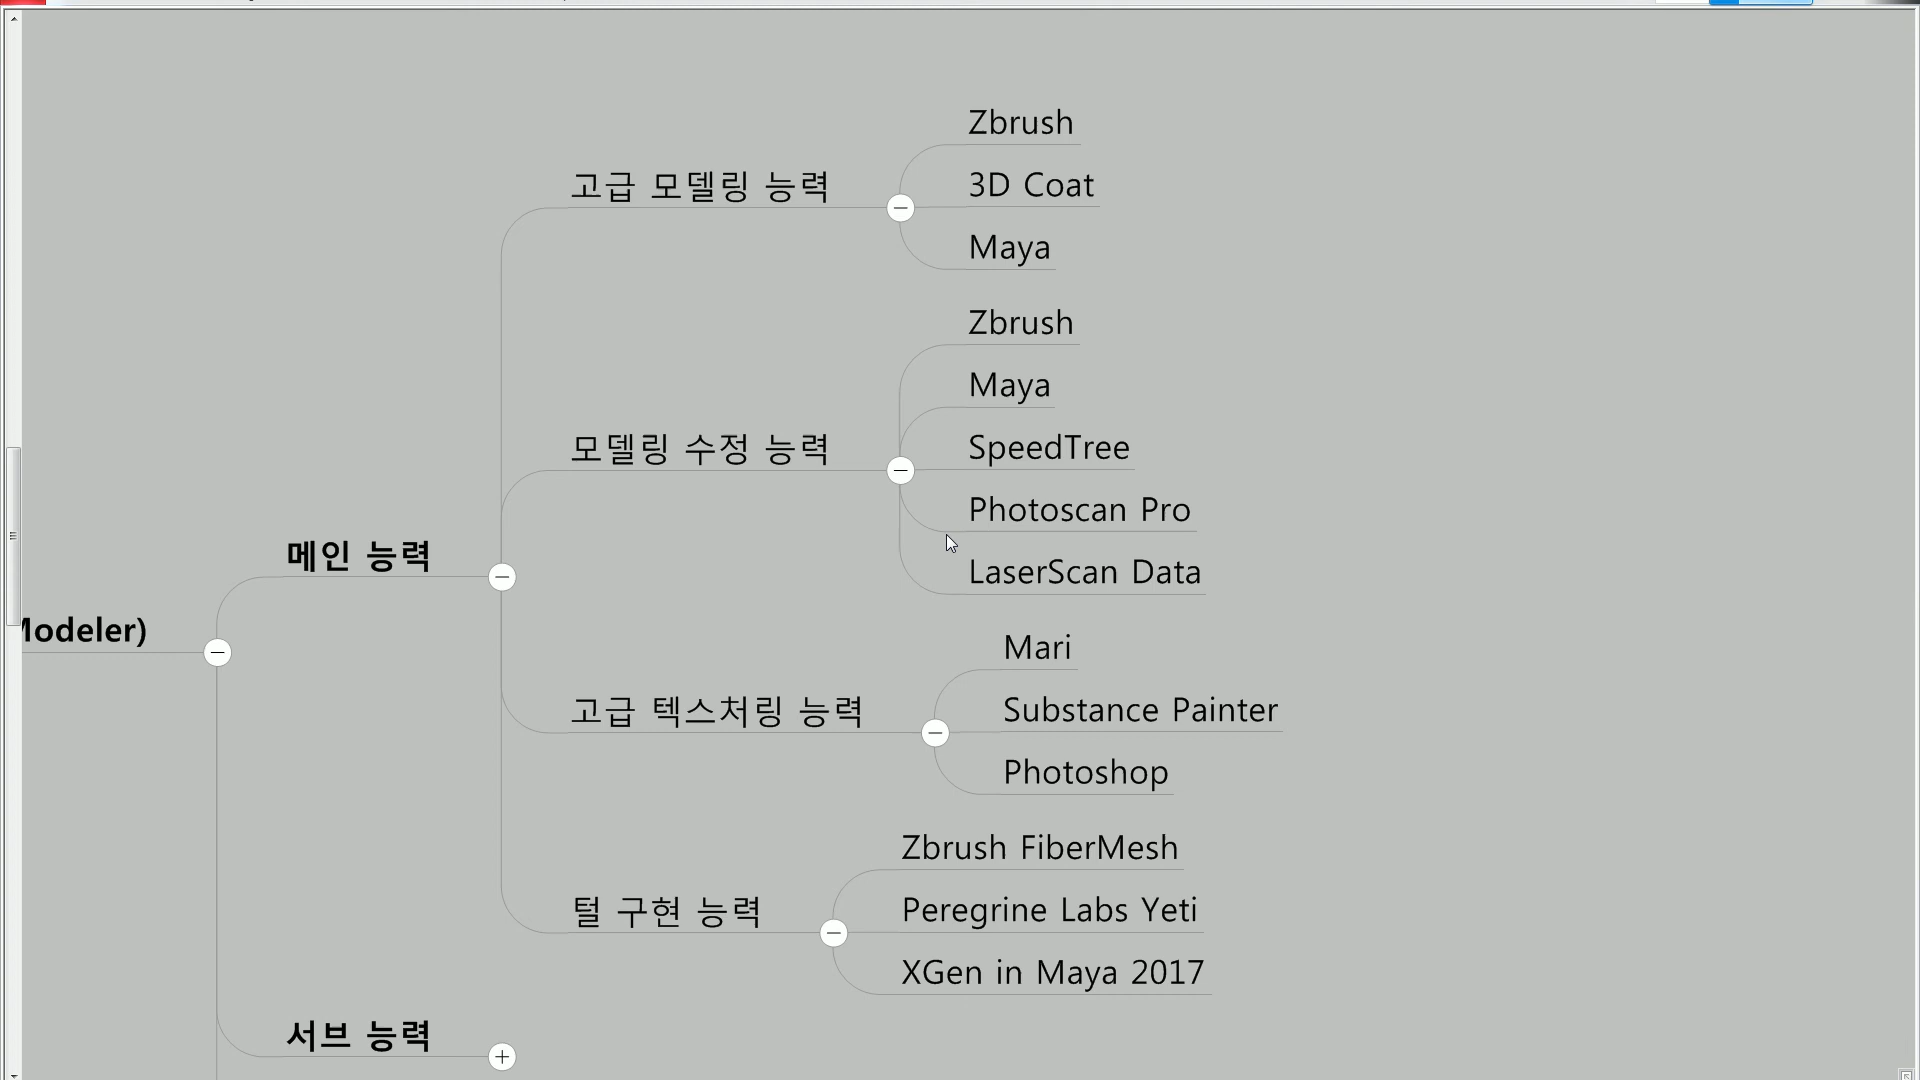 Zbrush
고급 모델링 능력
3D Coat
Maya
Zbrush
Maya
모델링 수정 능력
SpeedTree
Photoscan Pro
메인 능력
LaserScan Data
Modeler)
Mari
고급 텍스처링 능력
Substance Painter
Photoshop
Zbrush FiberMesh
털 구현 능력
Peregrine Labs Yeti
XGen in Maya 2017
서브 능력